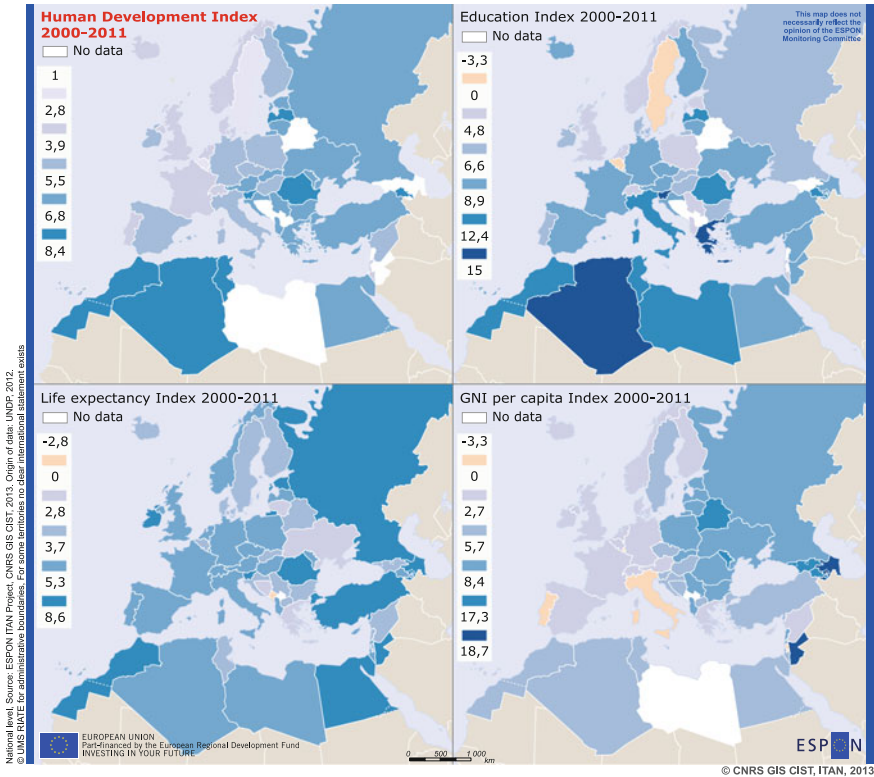 Human Development Index
2000-2011
No data
1
2,8
3,9
5,5
6,8
8,4
Education Index 2000-2011
No data
-3,3
0
4,8
6,6
8,9
12,4
15
This map does not
necessarily reflect the
opinion of the ESPON
Monitoring Committee
Life expectancy Index 2000-2011
No data
-2,8
0
2,8
3,7
5,3
8,6
GNI per capita Index 2000-2011
No data
-3,3
0
2,7
5,7
8,4
17,3
18,7
National level, Source: ESPON ITAN Project, CNRS GIS CIST, 2013. Origin of data: UNDP, 2012.
© UMS RIATE for administrative boundaries. For some territories no clear international statement exists
EUROPEAN UNION
Part-financed by the European Regional Development Fund
INVESTING IN YOUR FUTURE
0 500 1 000
km
ESPON
© CNRS GIS CIST, ITAN, 2013